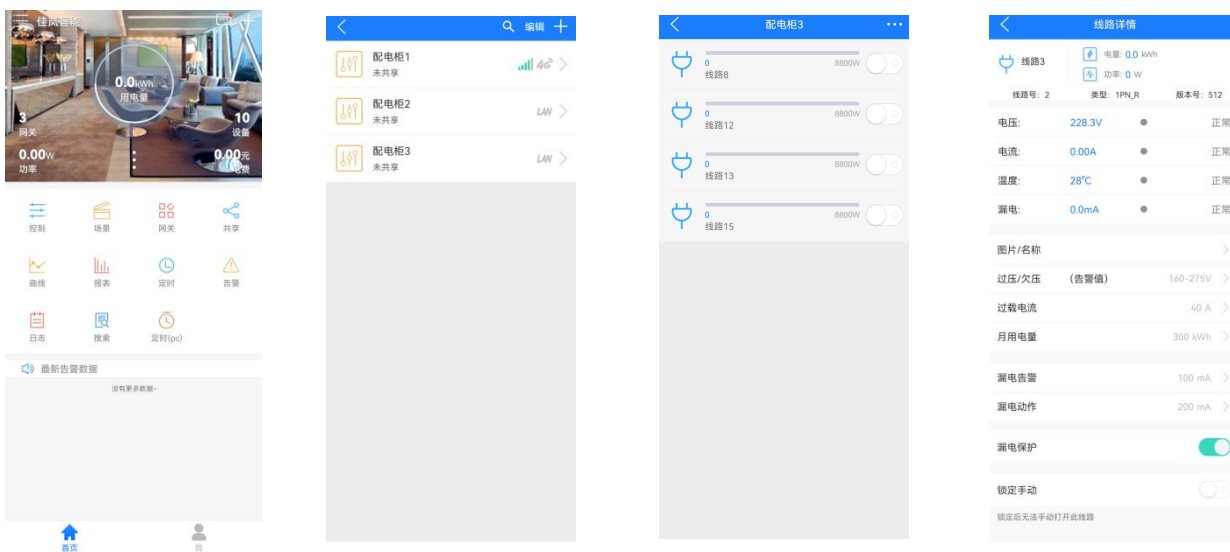 佳岚智能
0.0kWh
用电量
3
网关
10
设备
0.00w
功率
0.00元
电费
控制
场景
网关
共享
曲线
报表
定时
告警
日志
搜索
定时(pc)
最新告警数据
没有更多数据~
首页
我
编辑
配电柜1
未共享
4G
配电柜2
未共享
LAN
配电柜3
未共享
LAN
配电柜3
0
8800W
线路8
0
8800W
线路12
0
8800W
线路13
0
8800W
线路15
线路详情
线路3
电量: 0.0 kWh
功率: 0 W
线路号: 2 类型: 1PN_R 版本号: 512
电压: 228.3V 正常
电流: 0.00A 正常
温度: 28°C 正常
漏电: 0.0mA 正常
图片/名称
过压/欠压 (告警值) 160-275V
过载电流 40 A
月用电量 300 kWh
漏电告警 100 mA
漏电动作 200 mA
漏电保护
锁定手动
锁定后无法手动打开此线路